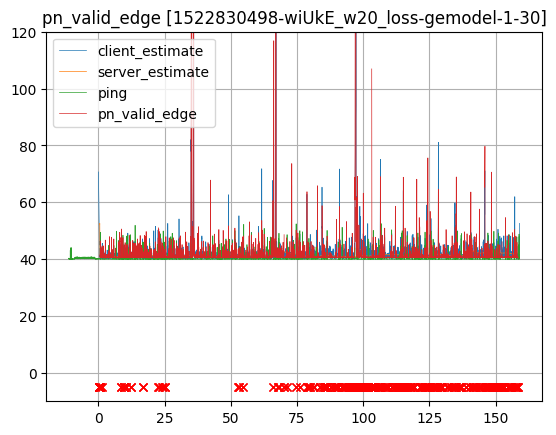 pn_valid_edge [1522830498-wiUkE_w20_loss-gemodel-1-30]
client_estimate
server_estimate
ping
pn_valid_edge
120
100
80
60
40
20
0
0 25 50 75 100 125 150